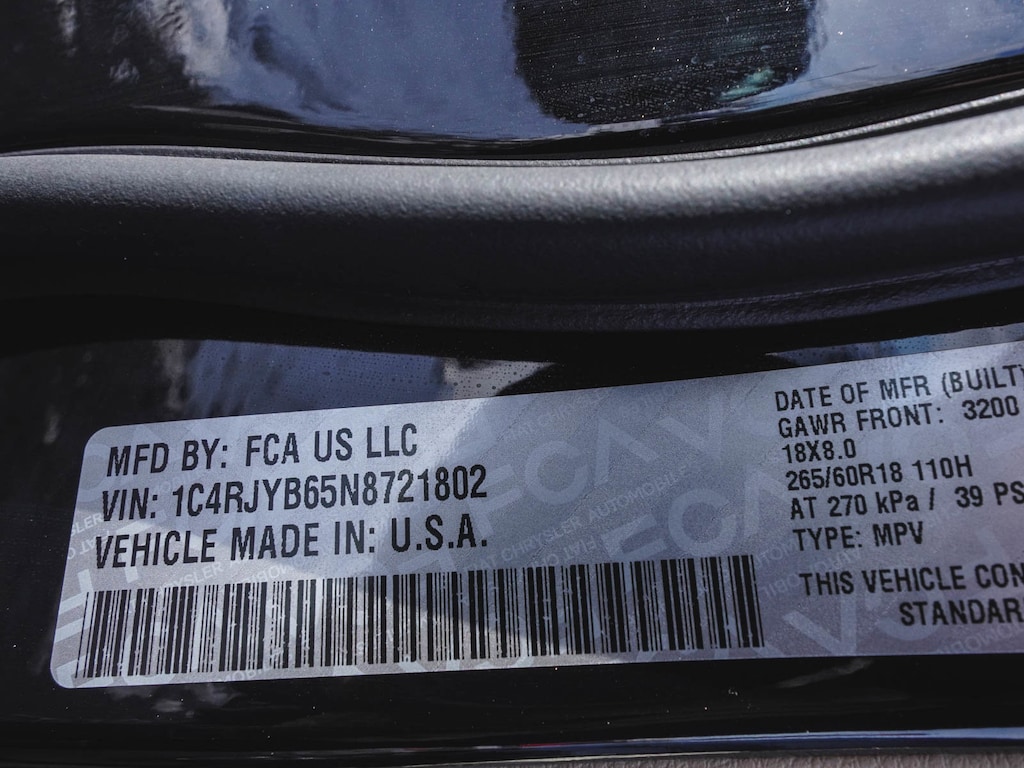 MFD BY: FCA US LLC
VIN: 1C4RJYB65N8721802
VEHICLE MADE IN: U.S.A.
DATE OF MFR (BUILT)
GAWR FRONT: 3200
18X8.0
265/60R18 110H
AT 270 kPa / 39 PS
TYPE: MPV
THIS VEHICLE CON
STANDAR